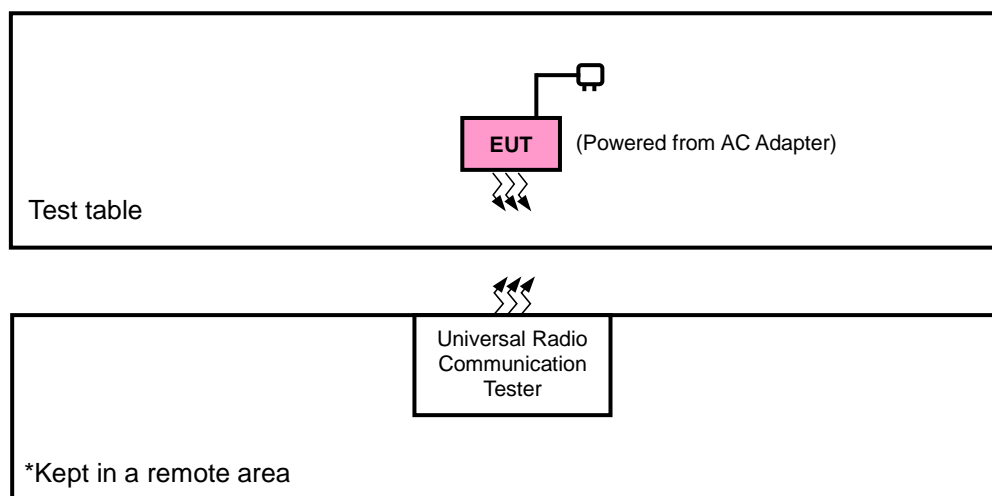 EUT
(Powered from AC Adapter)
Test table
Universal Radio
Communication
Tester
*Kept in a remote area